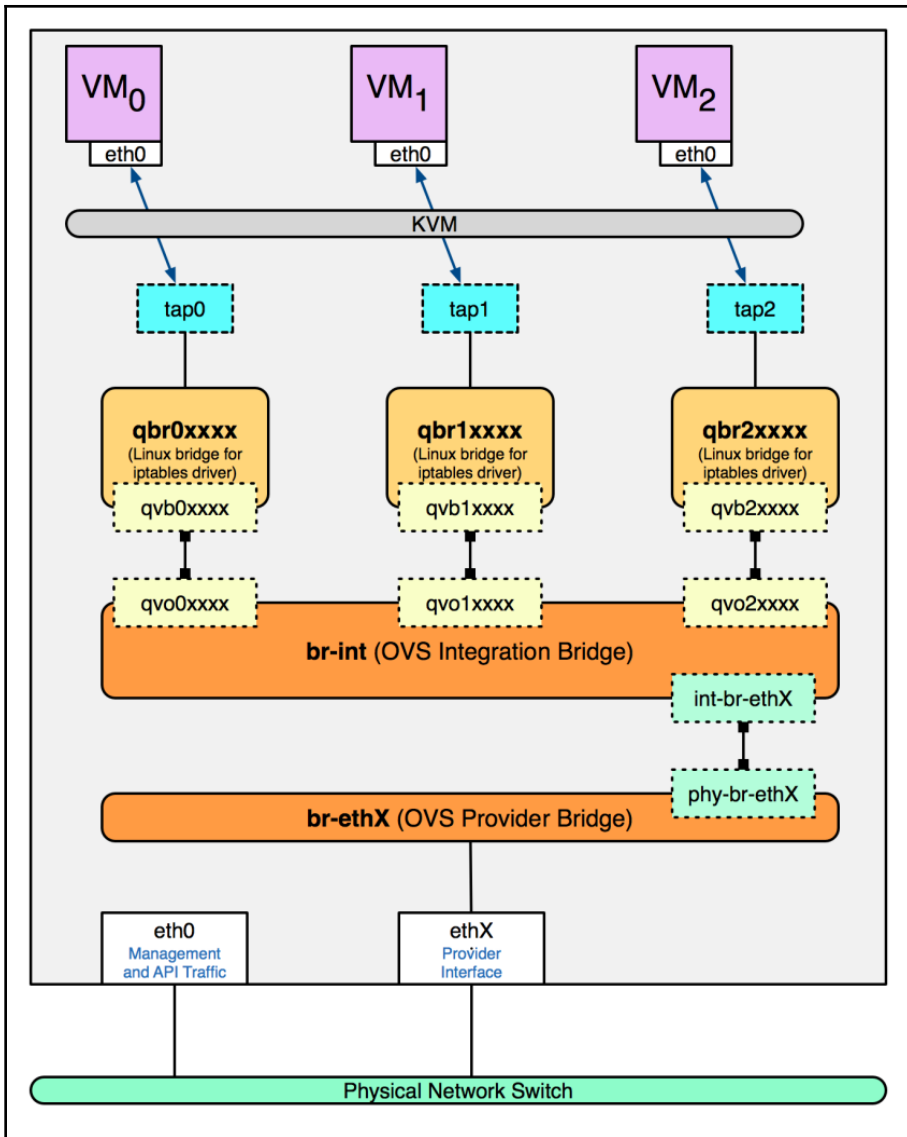 VM0
VM1
VM2
eth0
eth0
eth0
KVM
tap0
tap1
tap2
qbr0xxxx
(Linux bridge for
iptables driver)
qbr1xxxx
(Linux bridge for
iptables driver)
qbr2xxxx
(Linux bridge for
iptables driver)
qvb0xxxx
qvb1xxxx
qvb2xxxx
qvo0xxxx
qvo1xxxx
qvo2xxxx
br-int (OVS Integration Bridge)
int-br-ethX
phy-br-ethX
br-ethX (OVS Provider Bridge)
eth0
Management
and API Traffic
ethX
Provider
Interface
Physical Network Switch